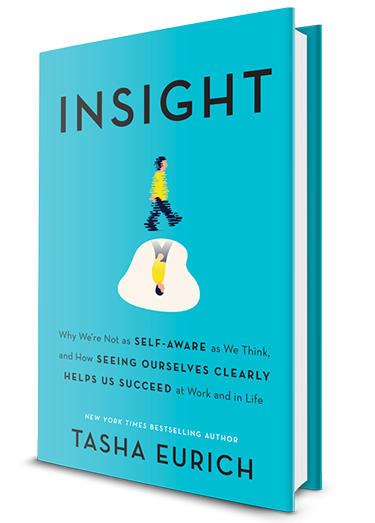 INSIGHT
Why We're Not as SELF-AWARE as We Think,
and How SEEING OURSELVES CLEARLY
HELPS US SUCCEED at Work and in Life
NEW YORK TIMES BESTSELLING AUTHOR
TASHA EURICH